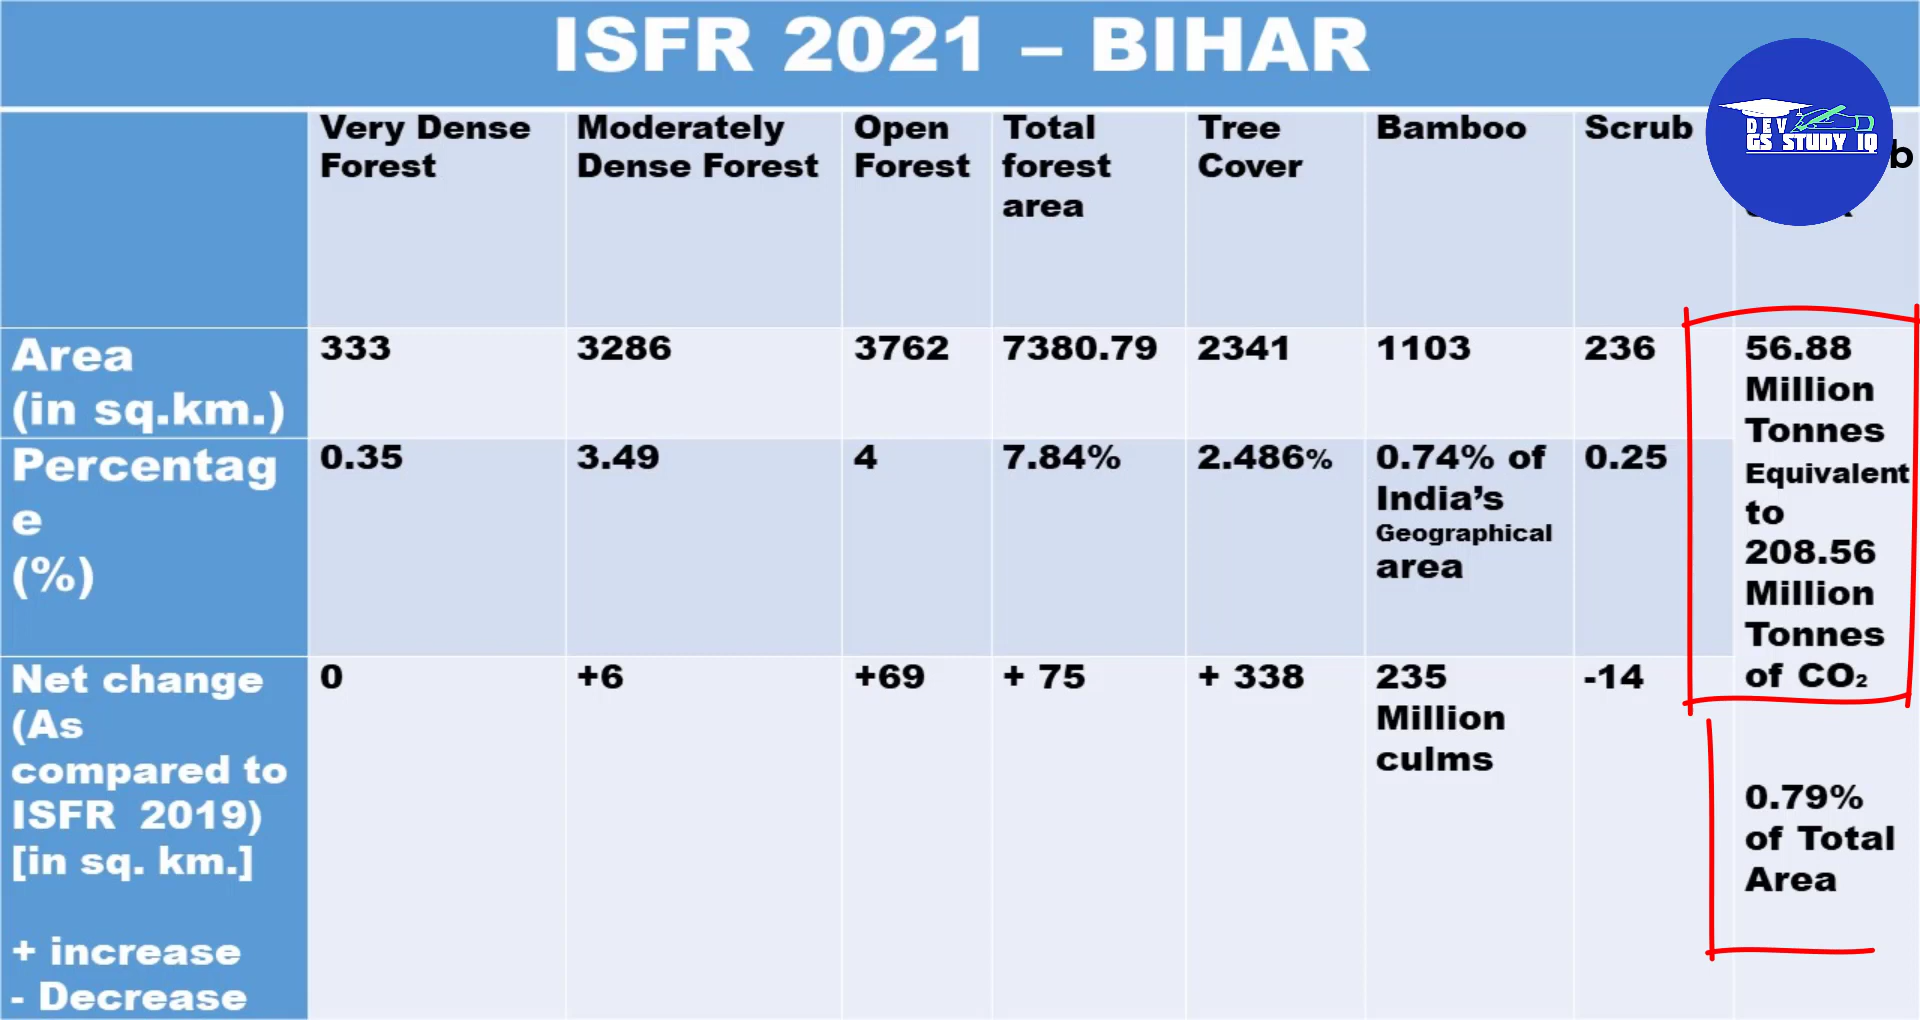 ISFR 2021 – BIHAR
DEV
GS STUDY IQ
Very Dense
Forest
Moderately
Dense Forest
Open
Forest
Total
forest
area
Tree
Cover
Bamboo
Scrub
Area
(in sq.km.)
333
3286
3762
7380.79
2341
1103
236
56.88
Million
Tonnes
Equivalent
to
208.56
Million
Tonnes
of CO₂
Percentag
e
(%)
0.35
3.49
4
7.84%
2.486%
0.74% of
India’s
Geographical
area
0.25
Net change
(As
compared to
ISFR 2019)
[in sq. km.]
+ increase
- Decrease
0
+6
+69
+ 75
+ 338
235
Million
culms
-14
0.79%
of Total
Area